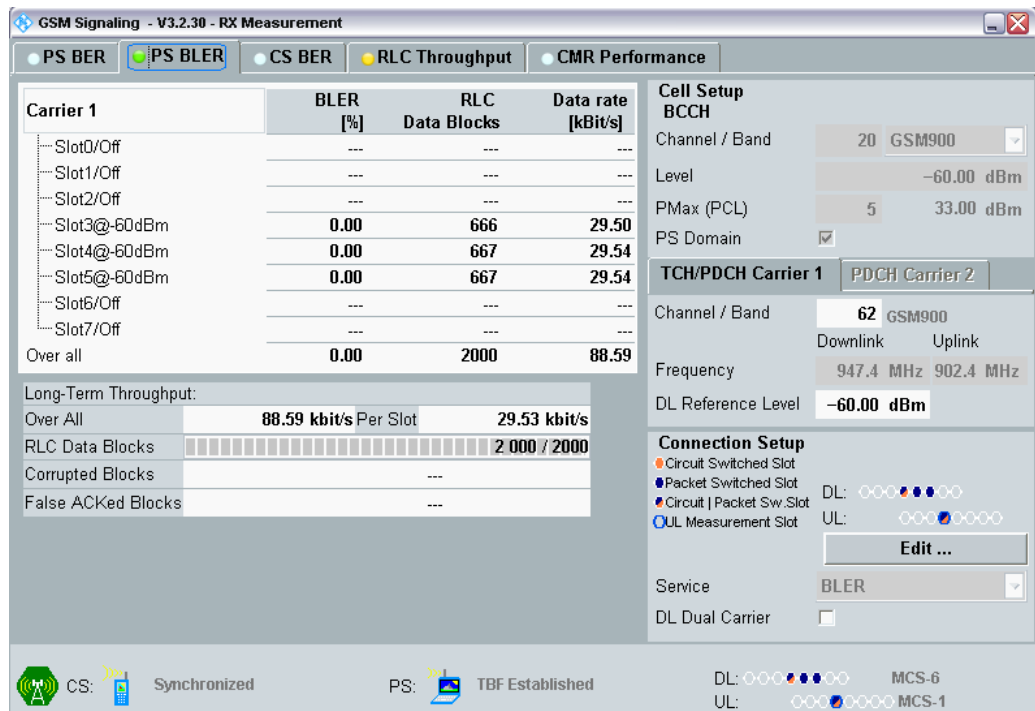 GSM Signaling - V3.2.30 - RX Measurement
PS BER PS BLER CS BER RLC Throughput CMR Performance
Carrier 1 BLER [%] RLC Data Blocks Data rate [kBit/s]
Slot0/Off --- --- ---
Slot1/Off --- --- ---
Slot2/Off --- --- ---
Slot3@-60dBm 0.00 666 29.50
Slot4@-60dBm 0.00 667 29.54
Slot5@-60dBm 0.00 667 29.54
Slot6/Off --- --- ---
Slot7/Off --- --- ---
Over all 0.00 2000 88.59
Long-Term Throughput:
Over All 88.59 kbit/s Per Slot 29.53 kbit/s
RLC Data Blocks 2 000 / 2000
Corrupted Blocks ---
False ACKed Blocks ---
Cell Setup
BCCH
Channel / Band 20 GSM900
Level -60.00 dBm
PMax (PCL) 5 33.00 dBm
PS Domain
TCH/PDCH Carrier 1 PDCH Carrier 2
Channel / Band 62 GSM900
Downlink Uplink
Frequency 947.4 MHz 902.4 MHz
DL Reference Level -60.00 dBm
Connection Setup
Circuit Switched Slot
Packet Switched Slot
Circuit | Packet Sw.Slot
UL Measurement Slot
DL:
UL:
Edit ...
Service BLER
DL Dual Carrier
CS: Synchronized PS: TBF Established
DL: MCS-6
UL: MCS-1